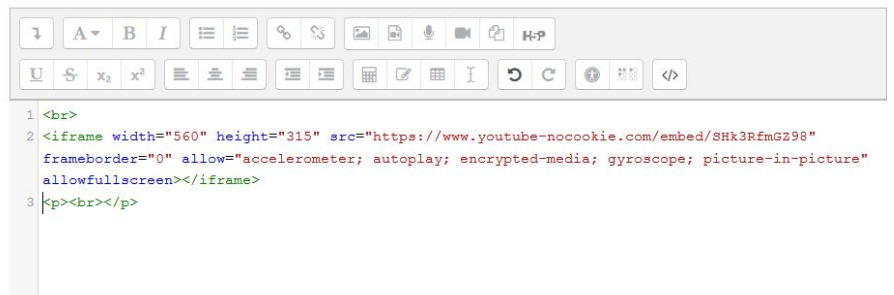 A B I H-P
U S x₂ x² </>
1 <br>
2 <iframe width="560" height="315" src="https://www.youtube-nocookie.com/embed/SHk3RfmGZ98"
frameborder="0" allow="accelerometer; autoplay; encrypted-media; gyroscope; picture-in-picture"
allowfullscreen></iframe>
3 <p><br></p>